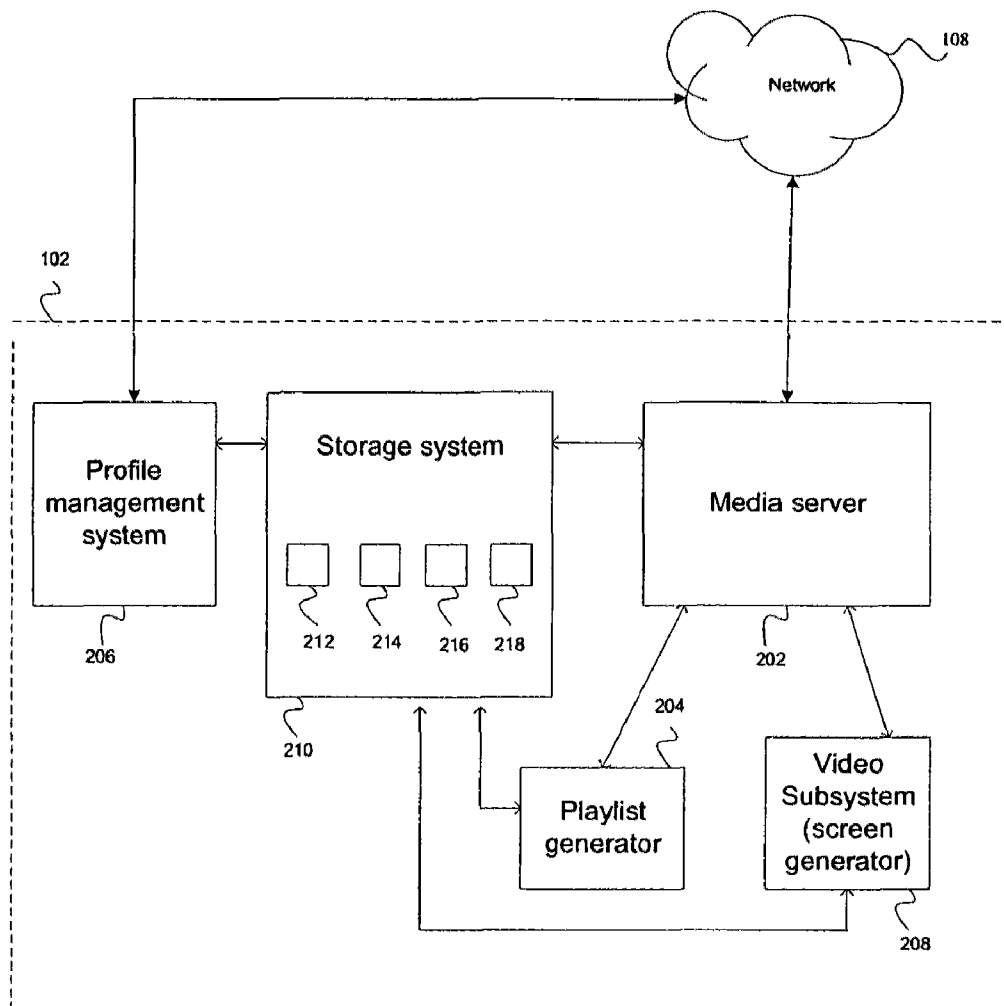 108
Network
102
Profile
management
system
Storage system
Media server
212
214
216
218
206
202
210
204
Playlist
generator
Video
Subsystem
(screen
generator)
208